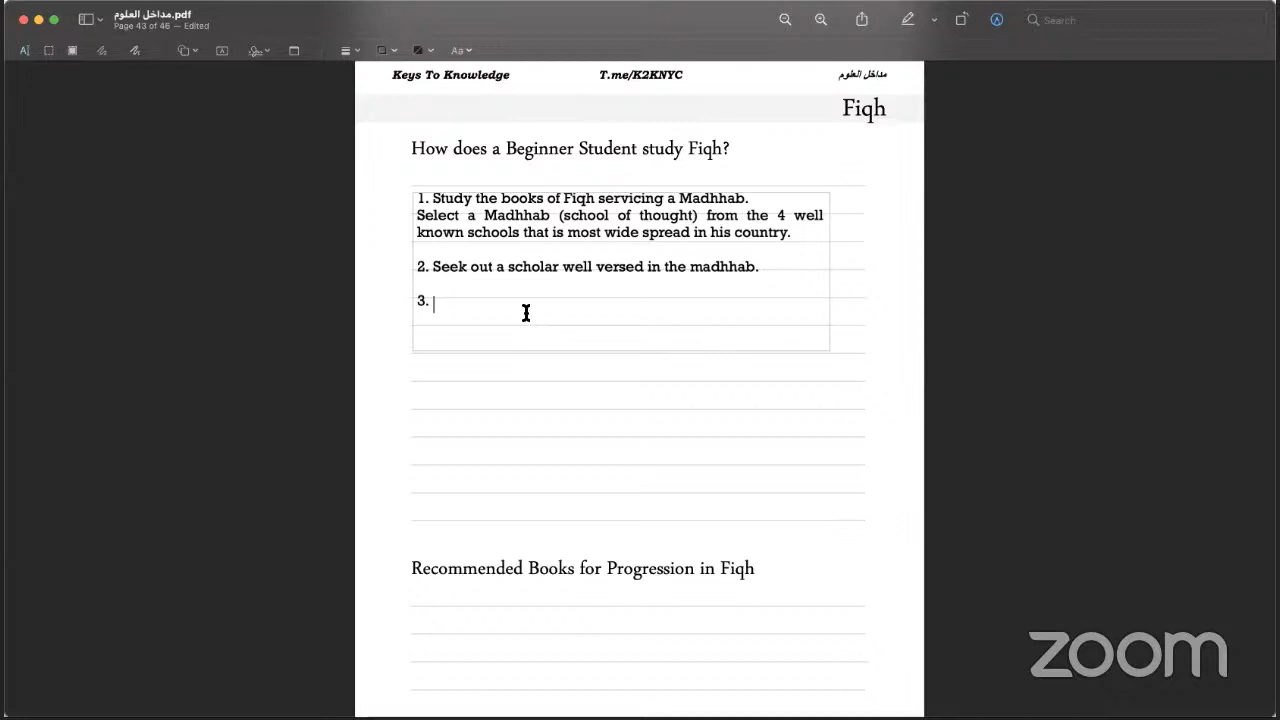 مداخل العلوم.pdf
Page 43 of 46 — Edited
Search
Aa
Keys To Knowledge
T.me/K2KNYC
مداخل العلوم
Fiqh
How does a Beginner Student study Fiqh?
1. Study the books of Fiqh servicing a Madhhab.
Select a Madhhab (school of thought) from the 4 well
known schools that is most wide spread in his country.
2. Seek out a scholar well versed in the madhhab.
3.
Recommended Books for Progression in Fiqh
zoom